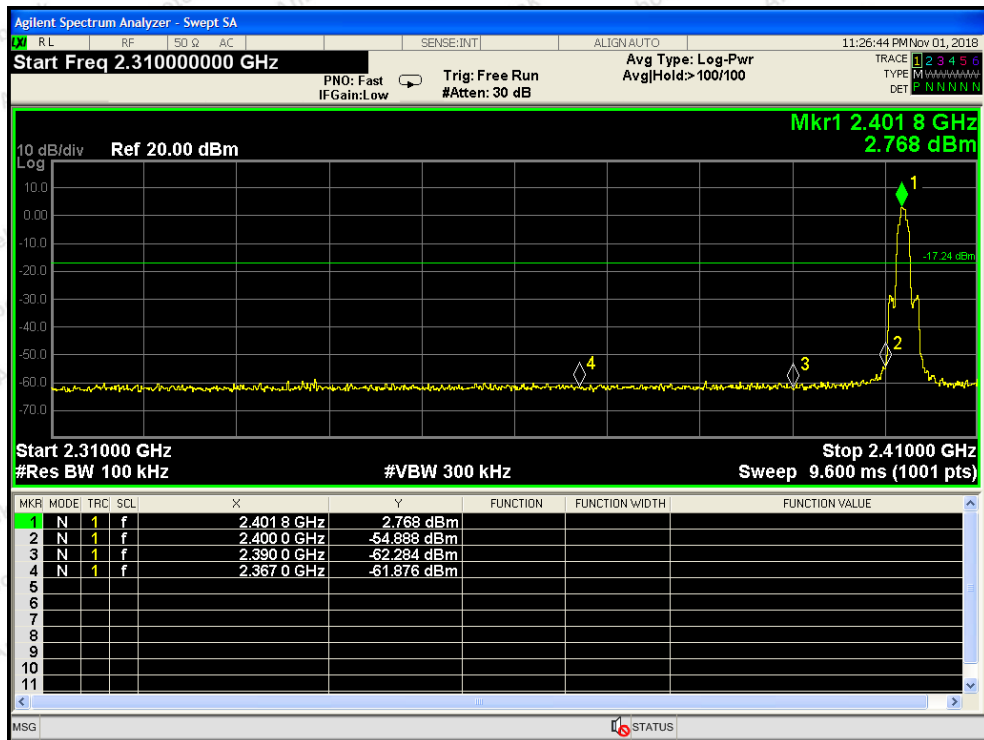 Agilent Spectrum Analyzer - Swept SA
LXI RL RF 50 Ω AC SENSE:INT ALIGN AUTO 11:26:44 PM Nov 01, 2018
Start Freq 2.310000000 GHz
PNO: Fast
IFGain:Low
Trig: Free Run
#Atten: 30 dB
Avg Type: Log-Pwr
Avg|Hold:> 100/100
TRACE 1 2 3 4 5 6
TYPE M W W W W W
DET P N N N N N
Mkr1 2.401 8 GHz
2.768 dBm
10 dB/div Ref 20.00 dBm
Log
1
10.0
0.00
-10.0
-17.24 dBm
-20.0
-30.0
-40.0
2
-50.0
4
3
-60.0
-70.0
Start 2.31000 GHz Stop 2.41000 GHz
#Res BW 100 kHz #VBW 300 kHz Sweep 9.600 ms (1001 pts)
MKR MODE TRC SCL X Y FUNCTION FUNCTION WIDTH FUNCTION VALUE
1 N 1 f 2.401 8 GHz 2.768 dBm
2 N 1 f 2.400 0 GHz -54.888 dBm
3 N 1 f 2.390 0 GHz -62.284 dBm
4 N 1 f 2.367 0 GHz -61.876 dBm
5
6
7
8
9
10
11
MSG STATUS